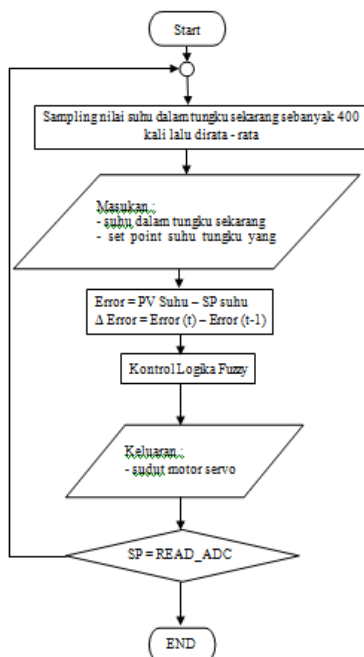 Start
Sampling nilai suhu dalam tungku sekarang sebanyak 400
kali lalu dirata - rata
Masukan :
- suhu dalam tungku sekarang
- set point suhu tungku yang
Error = PV Suhu – SP suhu
Δ Error = Error (t) – Error (t-1)
Kontrol Logika Fuzzy
Keluaran :
- sudut motor servo
SP = READ_ADC
END